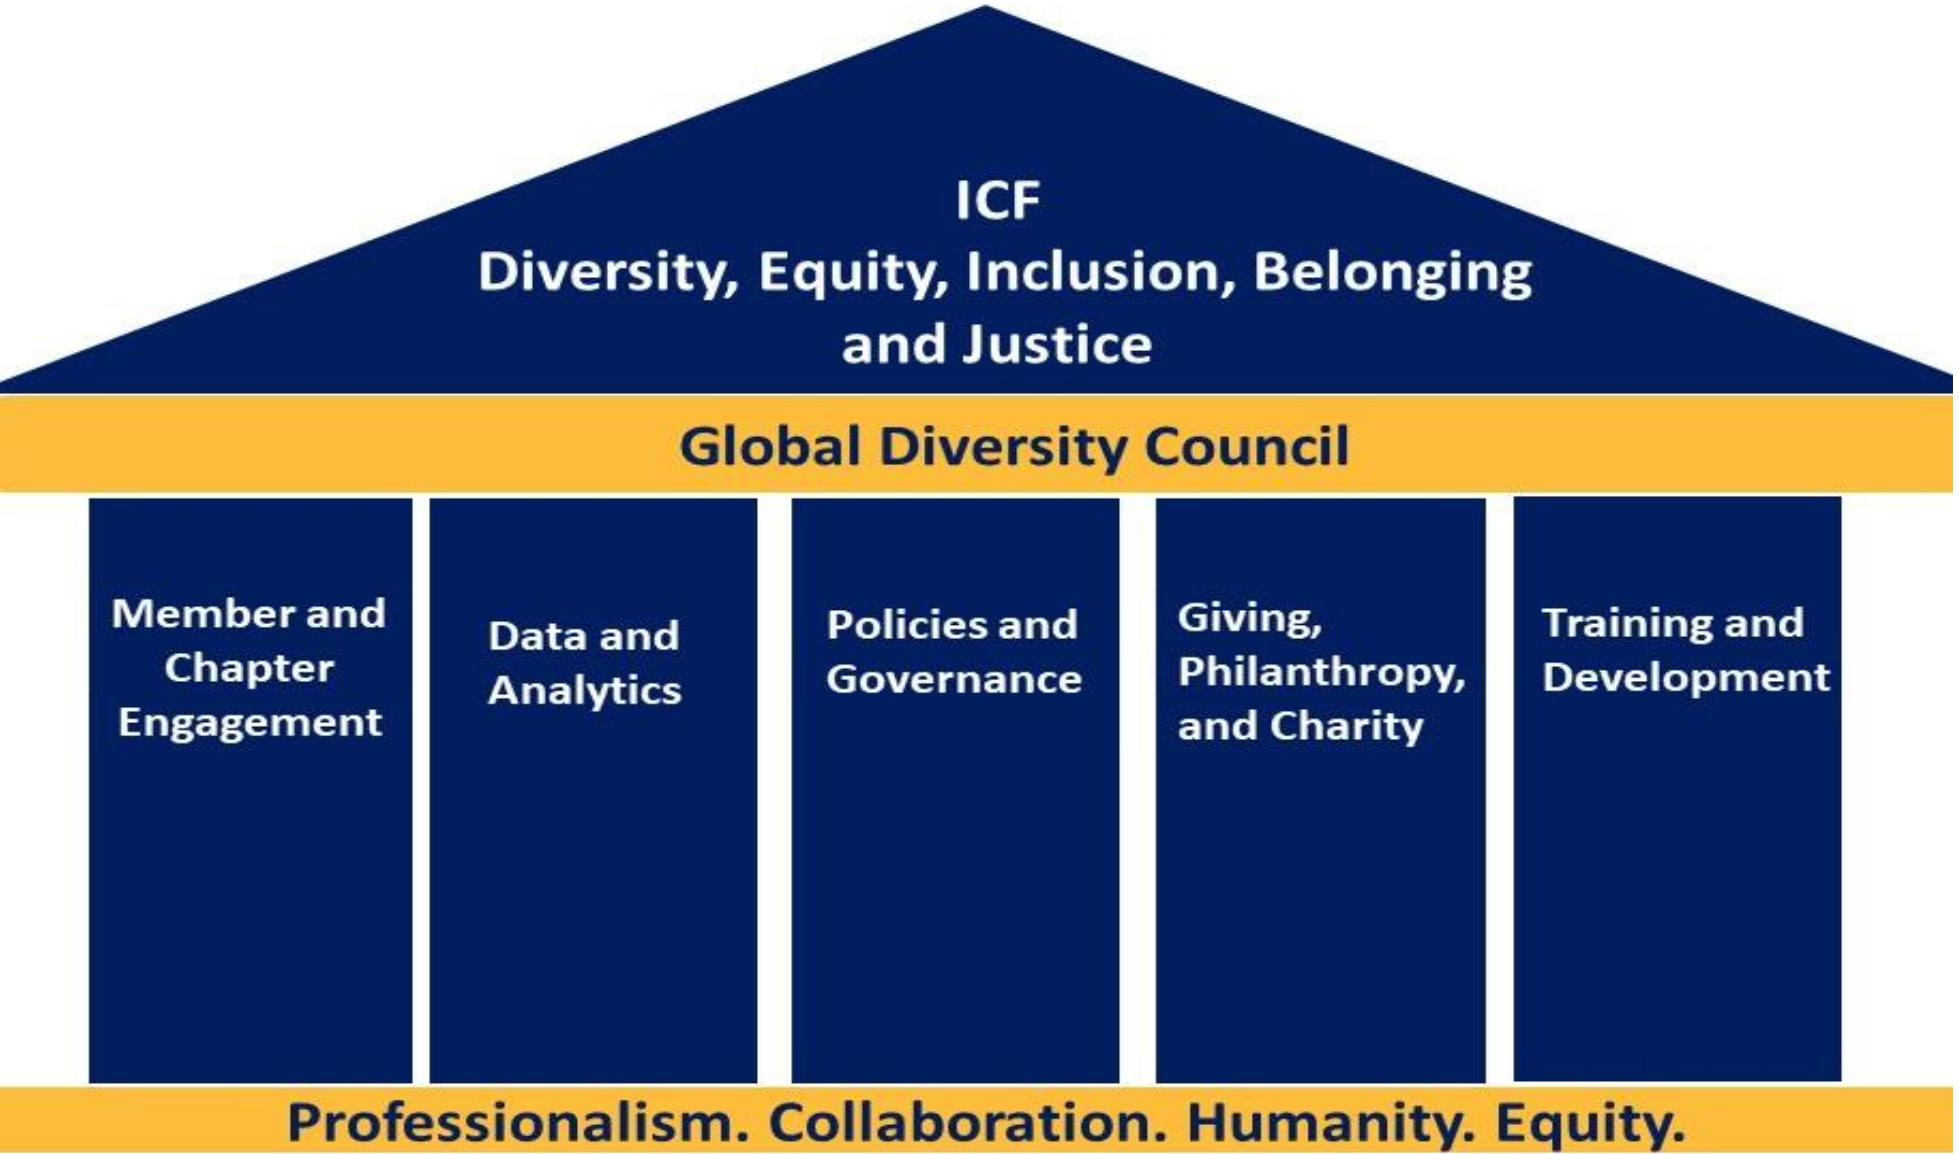 ICF
Diversity, Equity, Inclusion, Belonging
and Justice
Global Diversity Council
Member and
Chapter
Engagement
Data and
Analytics
Policies and
Governance
Giving,
Philanthropy,
and Charity
Training and
Development
Professionalism. Collaboration. Humanity. Equity.